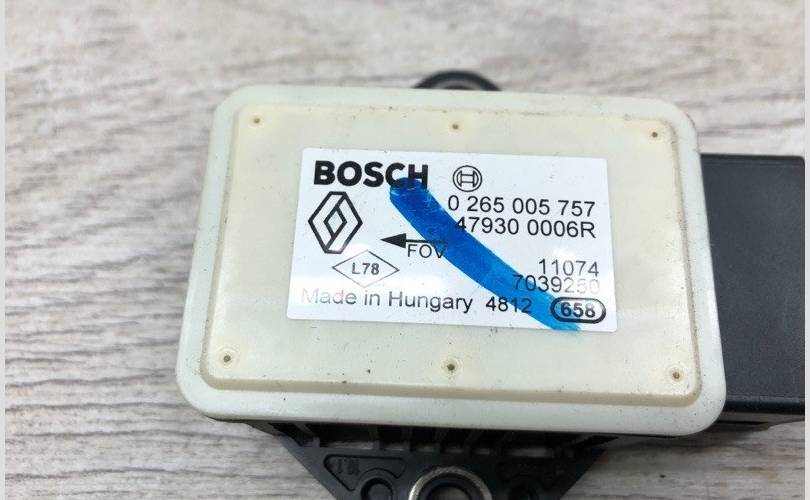 BOSCH
0 265 005 757
47930 0006R
FOV
L78
11074
7039250
Made in Hungary 4812 658